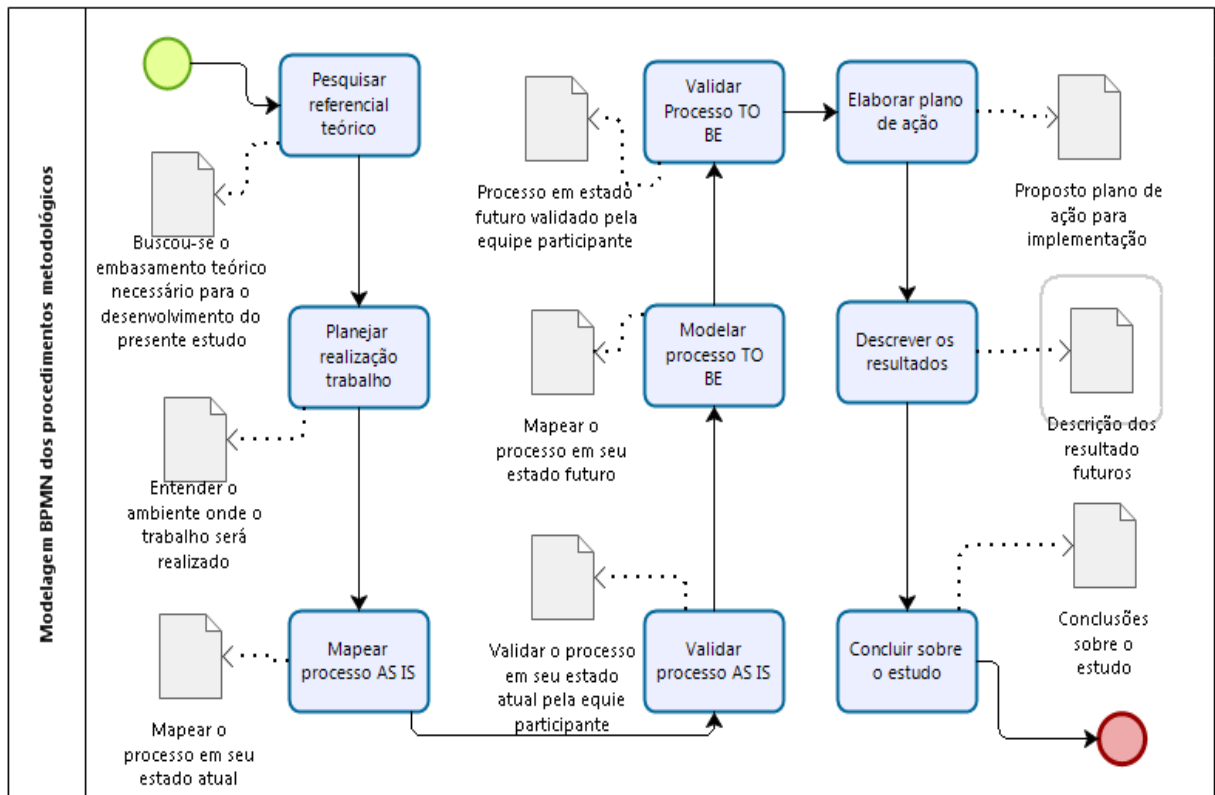 Modelagem BPMN dos procedimentos metodológicos
Pesquisar
referencial
teórico
Buscou-se o
embasamento teórico
necessário para o
desenvolvimento do
presente estudo
Planejar
realização
trabalho
Entender o
ambiente onde o
trabalho será
realizado
Mapear
processo AS IS
Mapear o
processo em seu
estado atual
Validar
processo AS IS
Validar o processo
em seu estado
atual pela equie
participante
Modelar
processo TO
BE
Mapear o
processo em seu
estado futuro
Validar
Processo TO
BE
Processo em estado
futuro validado pela
equipe participante
Elaborar plano
de ação
Proposto plano de
ação para
implementação
Descrever os
resultados
Descrição dos
resultado
futuros
Concluir sobre
o estudo
Conclusões
sobre o
estudo